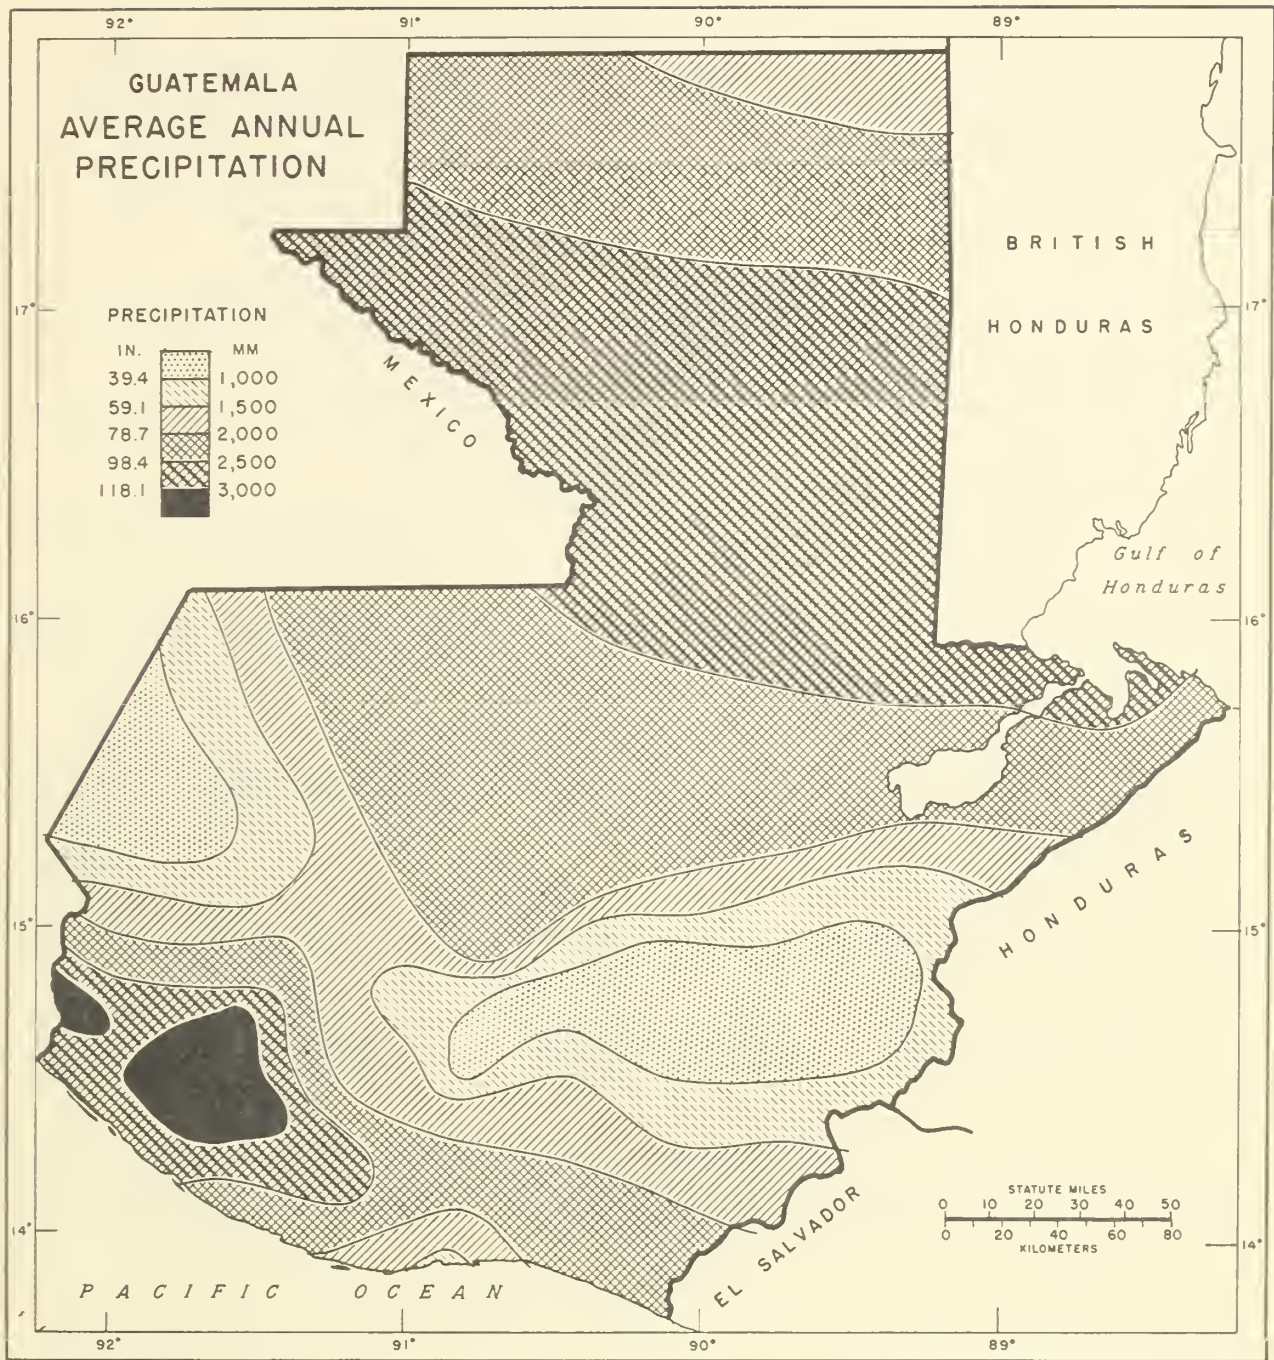 92° 91° 90° 89°
GUATEMALA
AVERAGE ANNUAL
PRECIPITATION
BRITISH
HONDURAS
17° 17°
PRECIPITATION
IN. MM
39.4 1,000
59.1 1,500
78.7 2,000
98.4 2,500
118.1 3,000
MEXICO
Gulf of
Honduras
16° 16°
HONDURAS
15° 15°
STATUTE MILES
0 10 20 30 40 50
0 20 40 60 80
KILOMETERS
14° 14°
EL SALVADOR
PACIFIC OCEAN
92° 91° 90° 89°